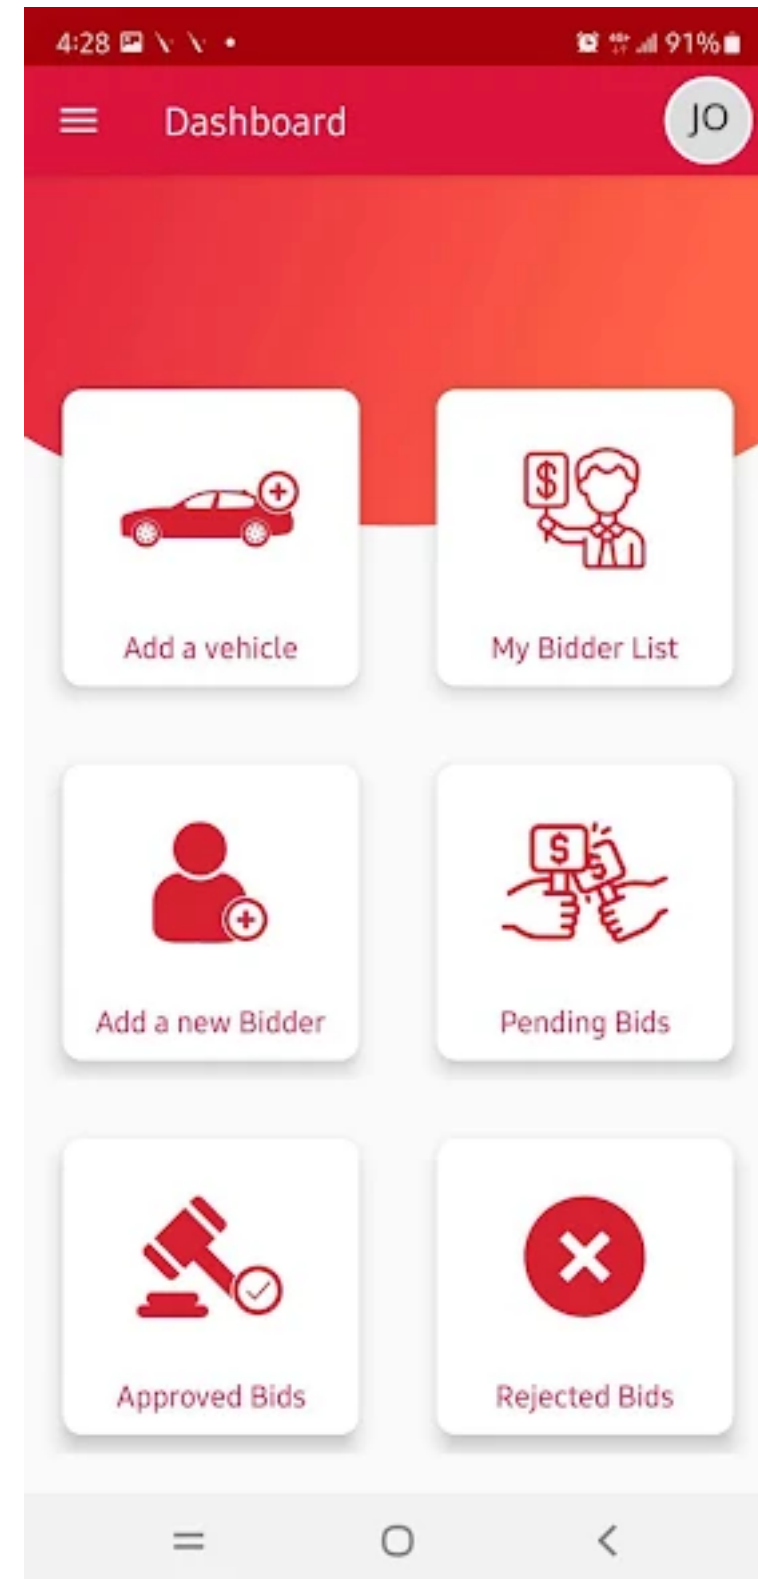 4:28 91%
Dashboard JO
Add a vehicle My Bidder List
Add a new Bidder Pending Bids
Approved Bids Rejected Bids